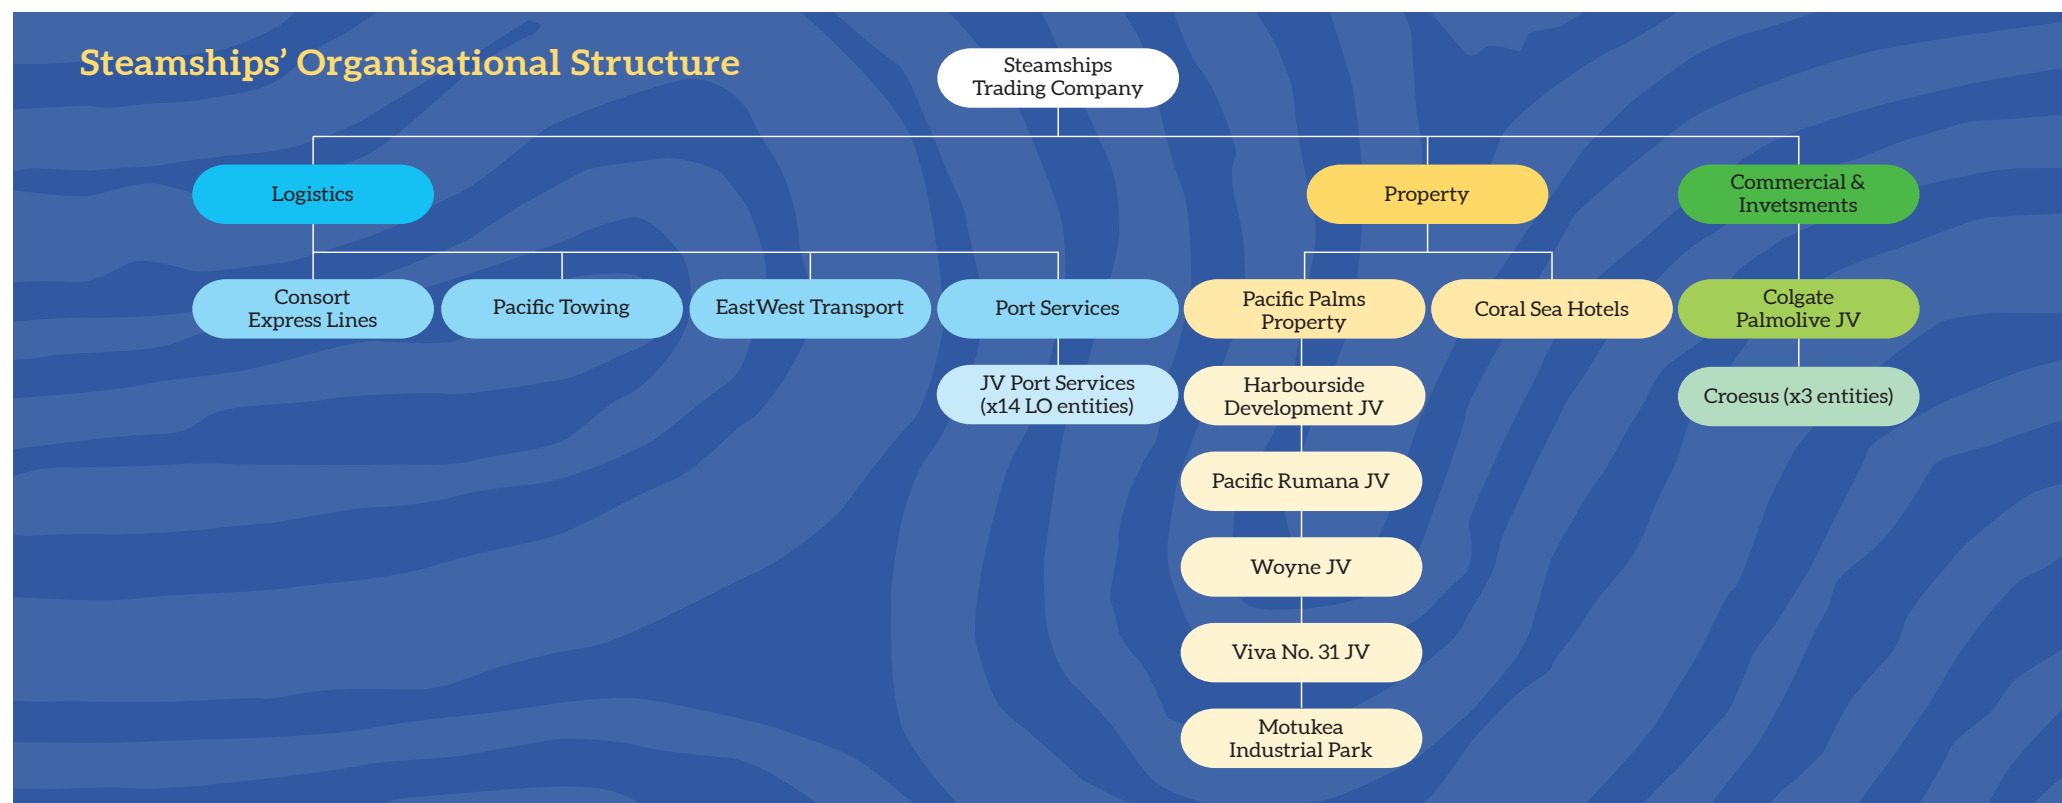 Steamships’ Organisational Structure
Steamships
Trading Company
Logistics
Property
Commercial &
Invetsments
Consort
Express Lines
Pacific Towing
EastWest Transport
Port Services
Pacific Palms
Property
Coral Sea Hotels
Colgate
Palmolive JV
JV Port Services
(x14 LO entities)
Harbourside
Development JV
Croesus (x3 entities)
Pacific Rumana JV
Woyne JV
Viva No. 31 JV
Motukea
Industrial Park